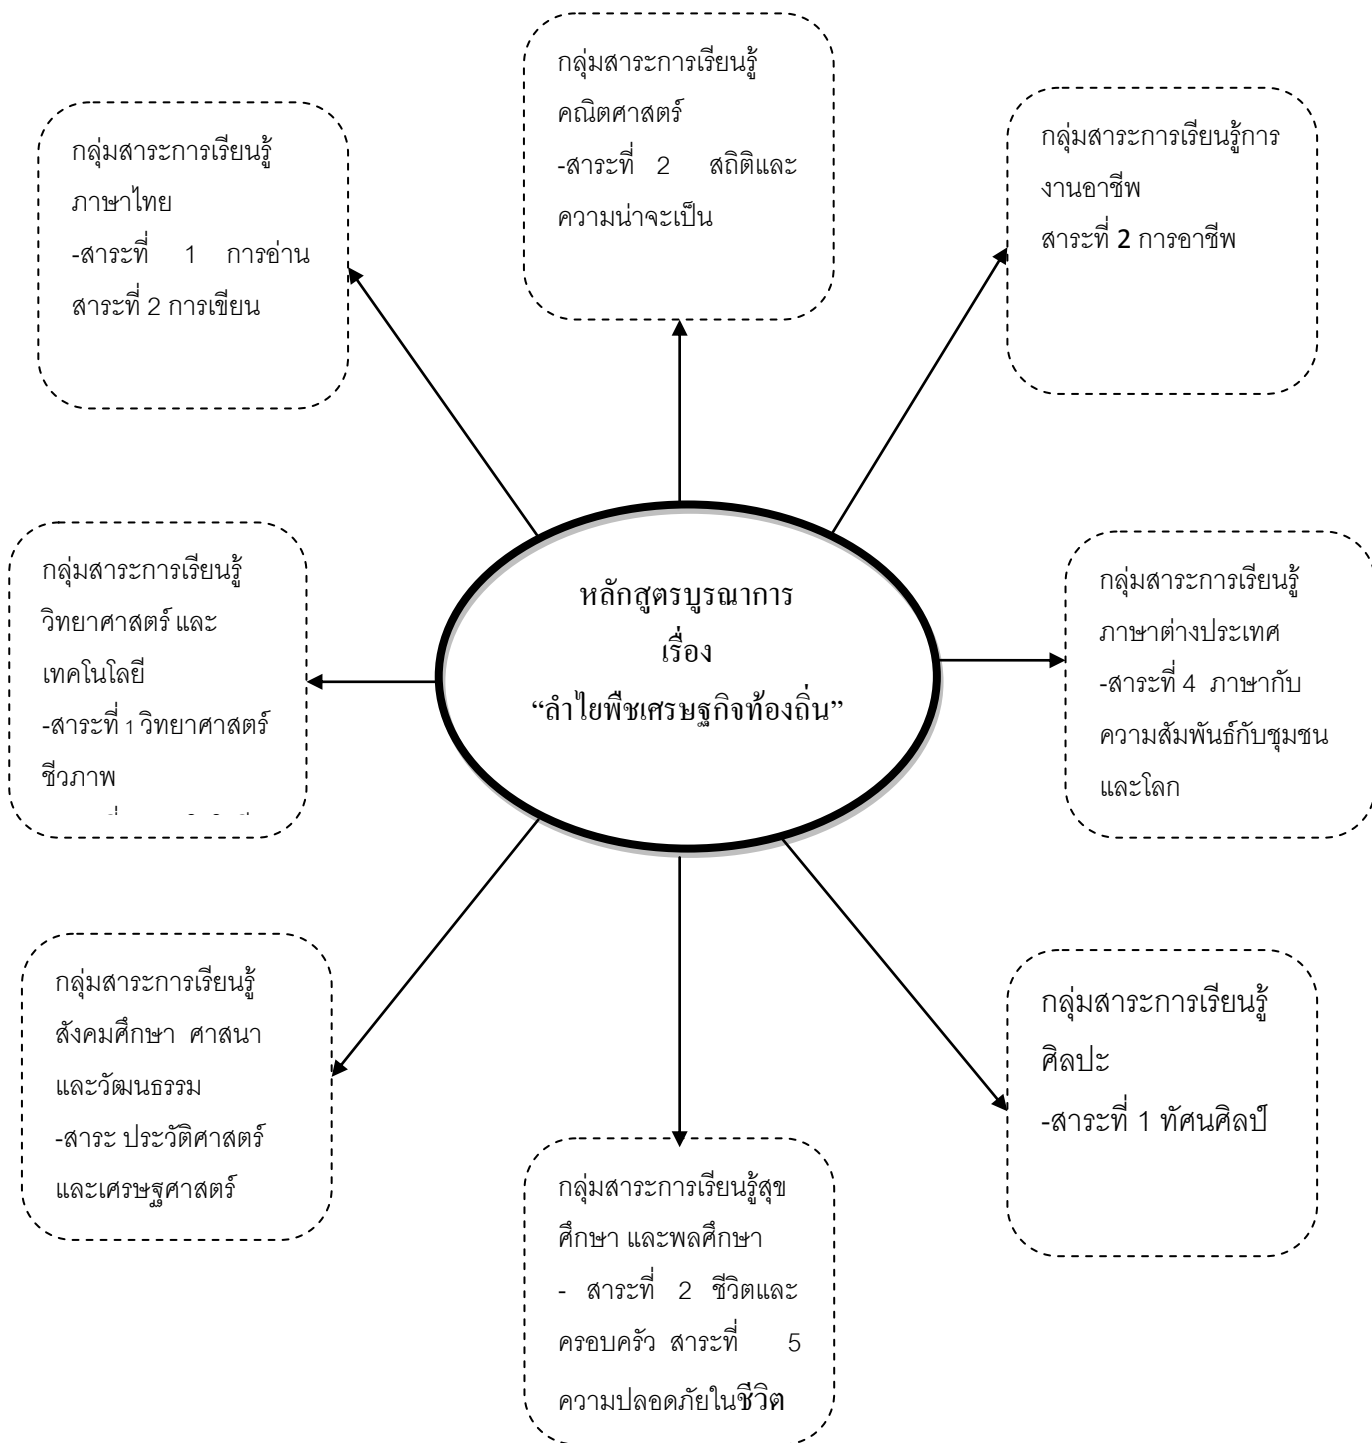 กลุ่มสาระการเรียนรู้
คณิตศาสตร์
-สาระที่ 2 สถิติและ
ความน่าจะเป็น
กลุ่มสาระการเรียนรู้
ภาษาไทย
-สาระที่ 1 การอ่าน
สาระที่ 2 การเขียน
กลุ่มสาระการเรียนรู้การ
งานอาชีพ
สาระที่ 2 การอาชีพ
กลุ่มสาระการเรียนรู้
วิทยาศาสตร์ และ
เทคโนโลยี
-สาระที่ 1 วิทยาศาสตร์
ชีวภาพ
หลักสูตรบูรณาการ
เรื่อง
“ลำไยพืชเศรษฐกิจท้องถิ่น”
กลุ่มสาระการเรียนรู้
ภาษาต่างประเทศ
-สาระที่ 4 ภาษากับ
ความสัมพันธ์กับชุมชน
และโลก
กลุ่มสาระการเรียนรู้
สังคมศึกษา ศาสนา
และวัฒนธรรม
-สาระ ประวัติศาสตร์
และเศรษฐศาสตร์
กลุ่มสาระการเรียนรู้สุข
ศึกษา และพลศึกษา
- สาระที่ 2 ชีวิตและ
ครอบครัว สาระที่ 5
ความปลอดภัยในชีวิต
กลุ่มสาระการเรียนรู้
ศิลปะ
-สาระที่ 1 ทัศนศิลป์